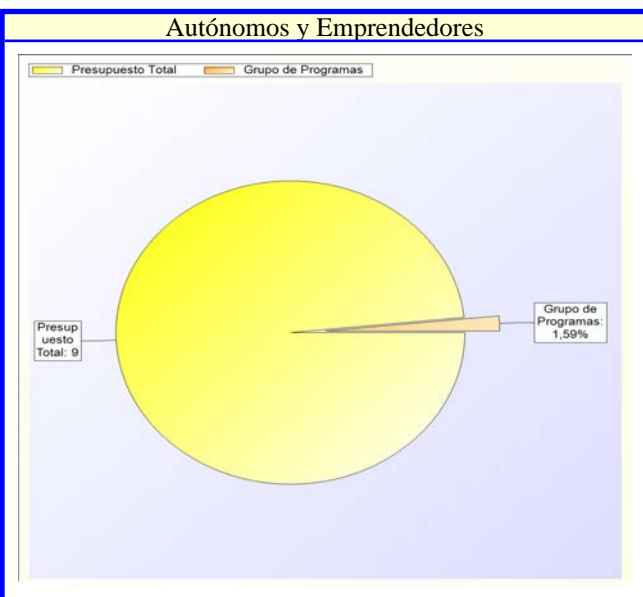 Autónomos y Emprendedores
Presupuesto Total
Grupo de Programas
Grupo de
Programas:
1,59%
Presup
uesto
Total: 9